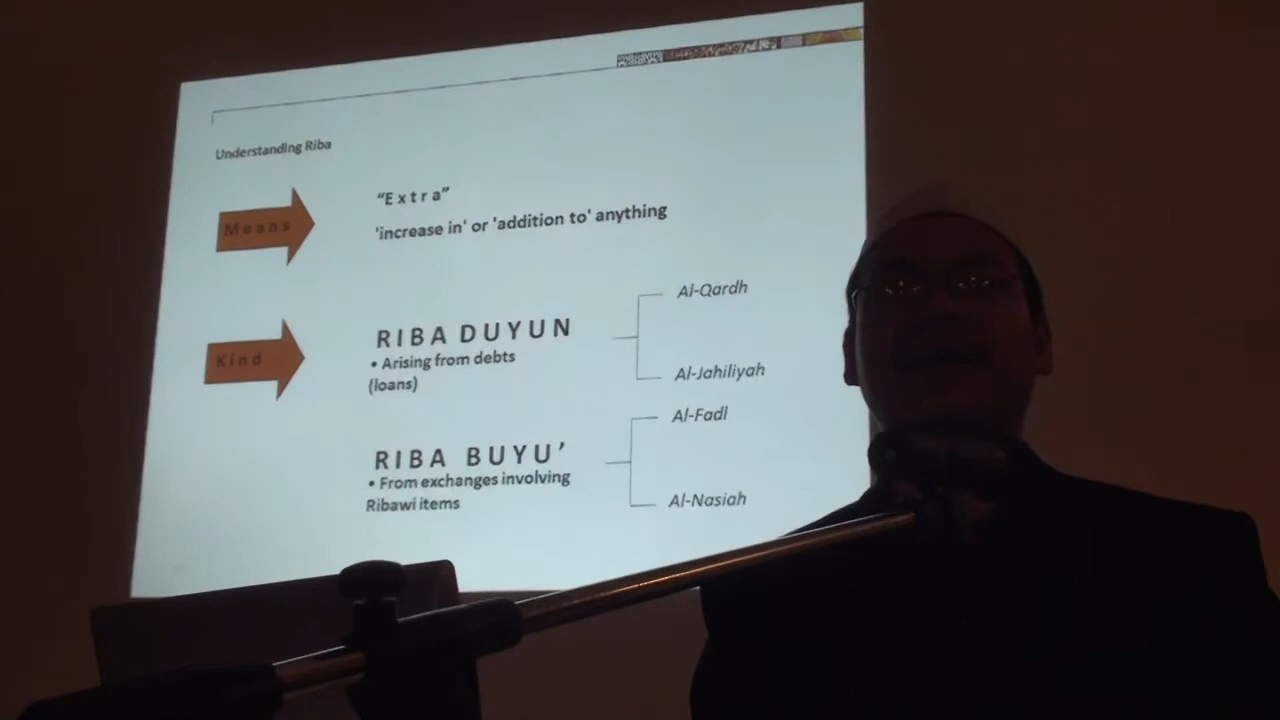 Understanding Riba
Means
"Extra"
'increase in' or 'addition to' anything
Kind
RIBA DUYUN
• Arising from debts
(loans)
Al-Qardh
Al-Jahiliyah
RIBA BUYU'
• From exchanges involving
Ribawi items
Al-Fadl
Al-Nasiah